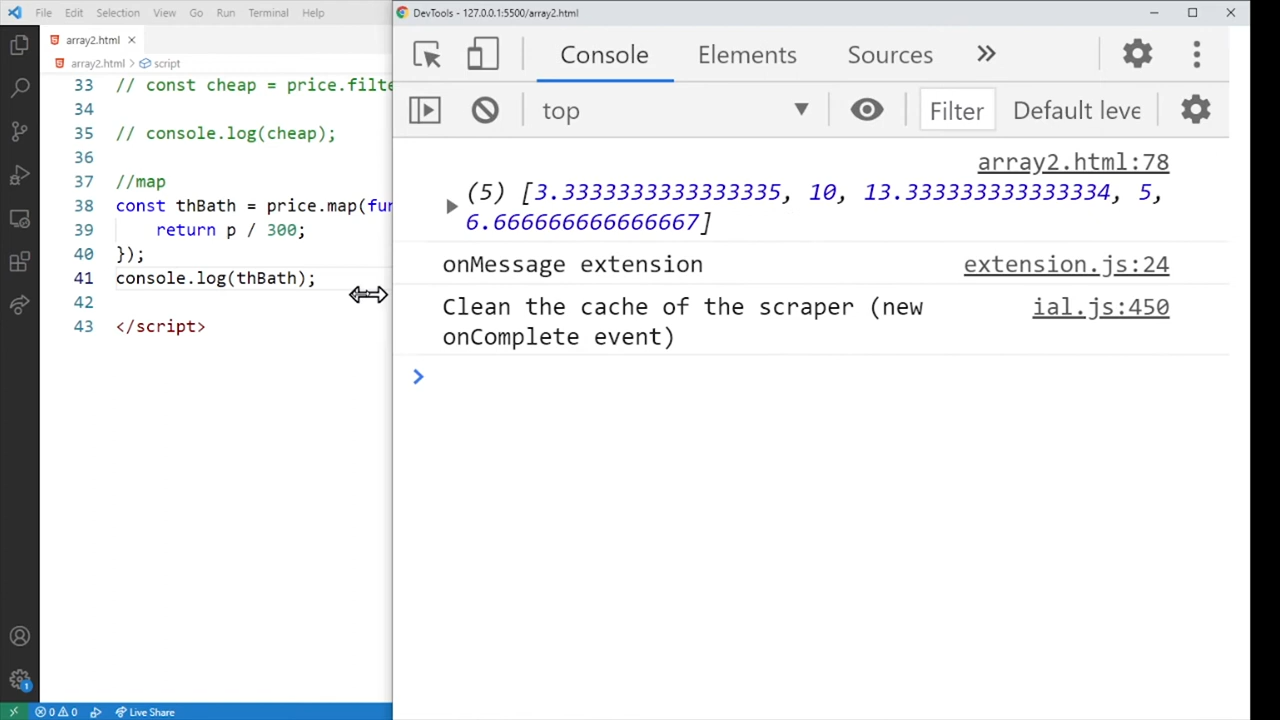 File Edit Selection View Go Run Terminal Help
array2.html
array2.html > script
33 // const cheap = price.filte
34
35 // console.log(cheap);
36
37 //map
38 const thBath = price.map(fun
39 return p / 300;
40 });
41 console.log(thBath);
42
43 </script>
0 0 Live Share
1
DevTools - 127.0.0.1:5500/array2.html
Console Elements Sources »
top Filter Default leve
array2.html:78
(5) [3.3333333333333335, 10, 13.333333333333334, 5,
6.666666666666667]
onMessage extension extension.js:24
Clean the cache of the scraper (new ial.js:450
onComplete event)